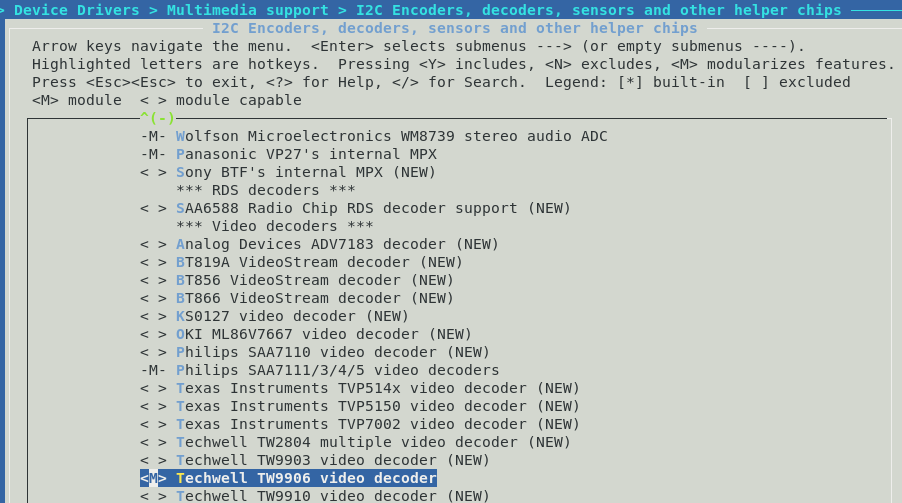 > Device Drivers > Multimedia support > I2C Encoders, decoders, sensors and other helper chips
I2C Encoders, decoders, sensors and other helper chips
Arrow keys navigate the menu.  <Enter> selects submenus ---> (or empty submenus ----).
Highlighted letters are hotkeys.  Pressing <Y> includes, <N> excludes, <M> modularizes features.
Press <Esc><Esc> to exit, <?> for Help, </> for Search.  Legend: [*] built-in  [ ] excluded
<M> module  < > module capable
^(-)
-M- Wolfson Microelectronics WM8739 stereo audio ADC
-M- Panasonic VP27's internal MPX
< > Sony BTF's internal MPX (NEW)
*** RDS decoders ***
< > SAA6588 Radio Chip RDS decoder support (NEW)
*** Video decoders ***
< > Analog Devices ADV7183 decoder (NEW)
< > BT819A VideoStream decoder (NEW)
< > BT856 VideoStream decoder (NEW)
< > BT866 VideoStream decoder (NEW)
< > KS0127 video decoder (NEW)
< > OKI ML86V7667 video decoder (NEW)
< > Philips SAA7110 video decoder (NEW)
-M- Philips SAA7111/3/4/5 video decoders
< > Texas Instruments TVP514x video decoder (NEW)
< > Texas Instruments TVP5150 video decoder (NEW)
< > Texas Instruments TVP7002 video decoder (NEW)
< > Techwell TW2804 multiple video decoder (NEW)
< > Techwell TW9903 video decoder (NEW)
<M> Techwell TW9906 video decoder
< > Techwell TW9910 video decoder (NEW)